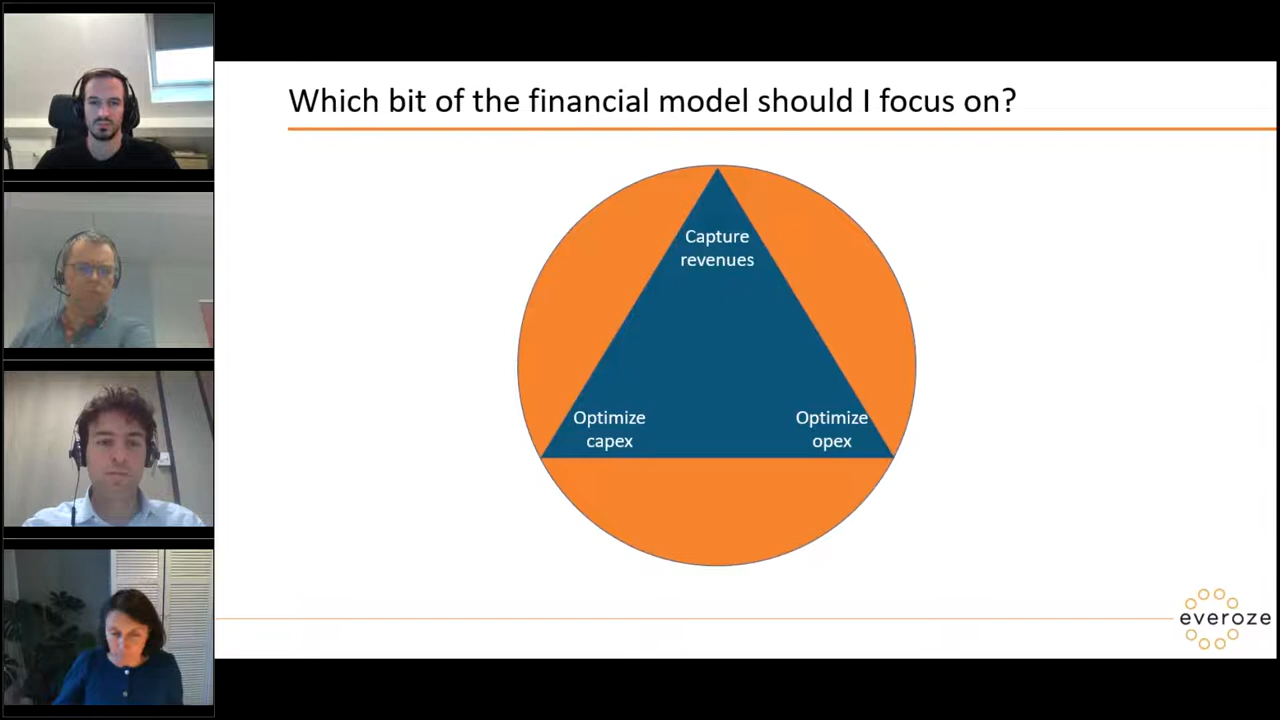 Which bit of the financial model should I focus on?
Capture
revenues
Optimize
capex
Optimize
opex
everoze